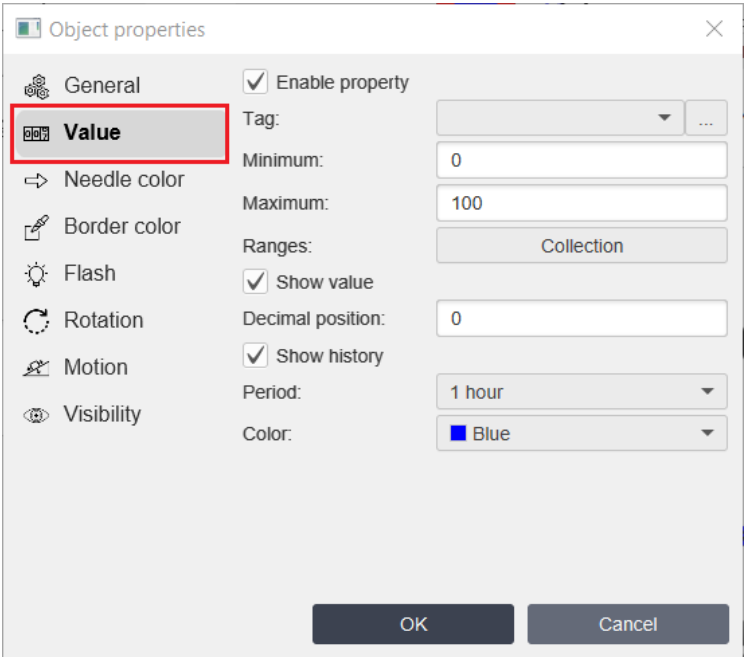 Object properties
General
Value
Needle color
Border color
Flash
Rotation
Motion
Visibility
Enable property
Tag:
...
Minimum: 0
Maximum: 100
Ranges: Collection
Show value
Decimal position: 0
Show history
Period: 1 hour
Color: Blue
OK Cancel